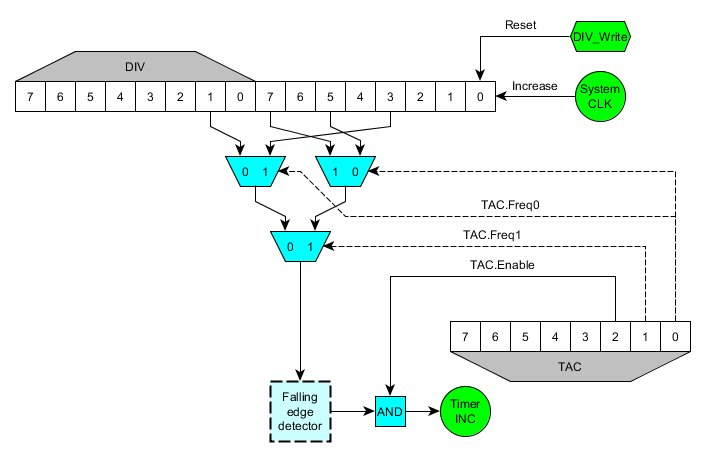 Reset
DIV_Write
DIV
7 6 5 4 3 2 1 0 7 6 5 4 3 2 1 0
Increase
System
CLK
0 1
1 0
TAC.Freq0
TAC.Freq1
0 1
TAC.Enable
7 6 5 4 3 2 1 0
TAC
Falling
edge
detector
AND
Timer
INC